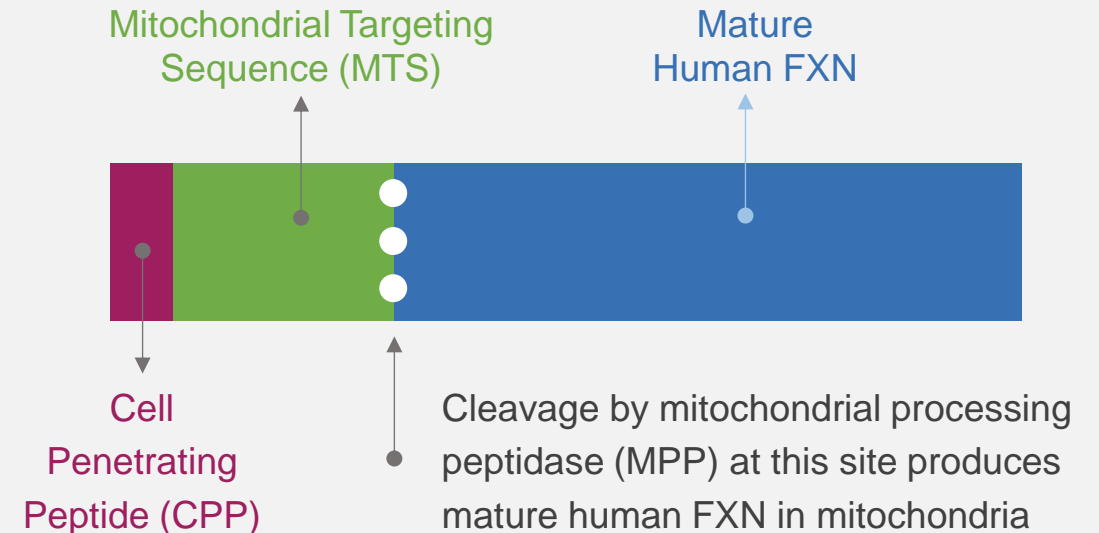 Mitochondrial Targeting
Sequence (MTS)
Mature
Human FXN
Cell
Penetrating
Peptide (CPP)
Cleavage by mitochondrial processing
peptidase (MPP) at this site produces
mature human FXN in mitochondria